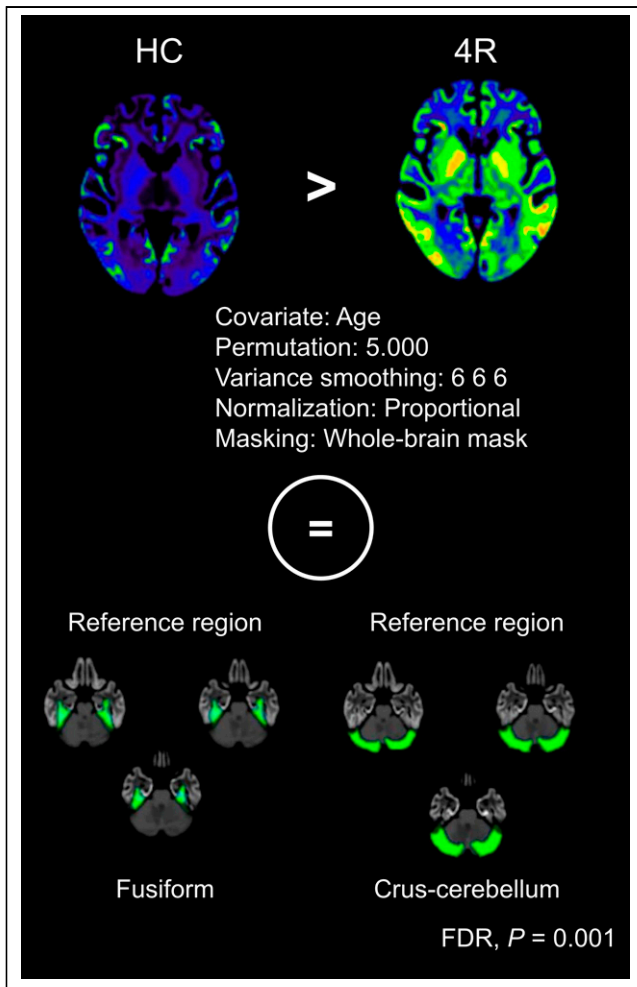 HC
4R
>
Covariate: Age
Permutation: 5.000
Variance smoothing: 6 6 6
Normalization: Proportional
Masking: Whole-brain mask
=
Reference region
Reference region
Fusiform
Crus-cerebellum
FDR, P = 0.001